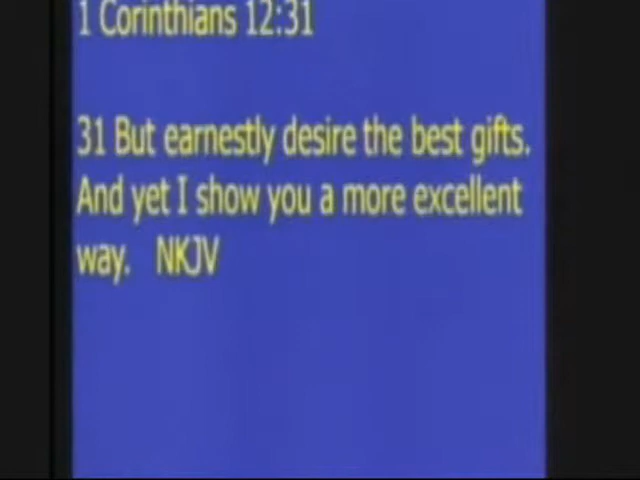 1 Corinthians 12:31
31 But earnestly desire the best gifts.
And yet I show you a more excellent
way. NKJV